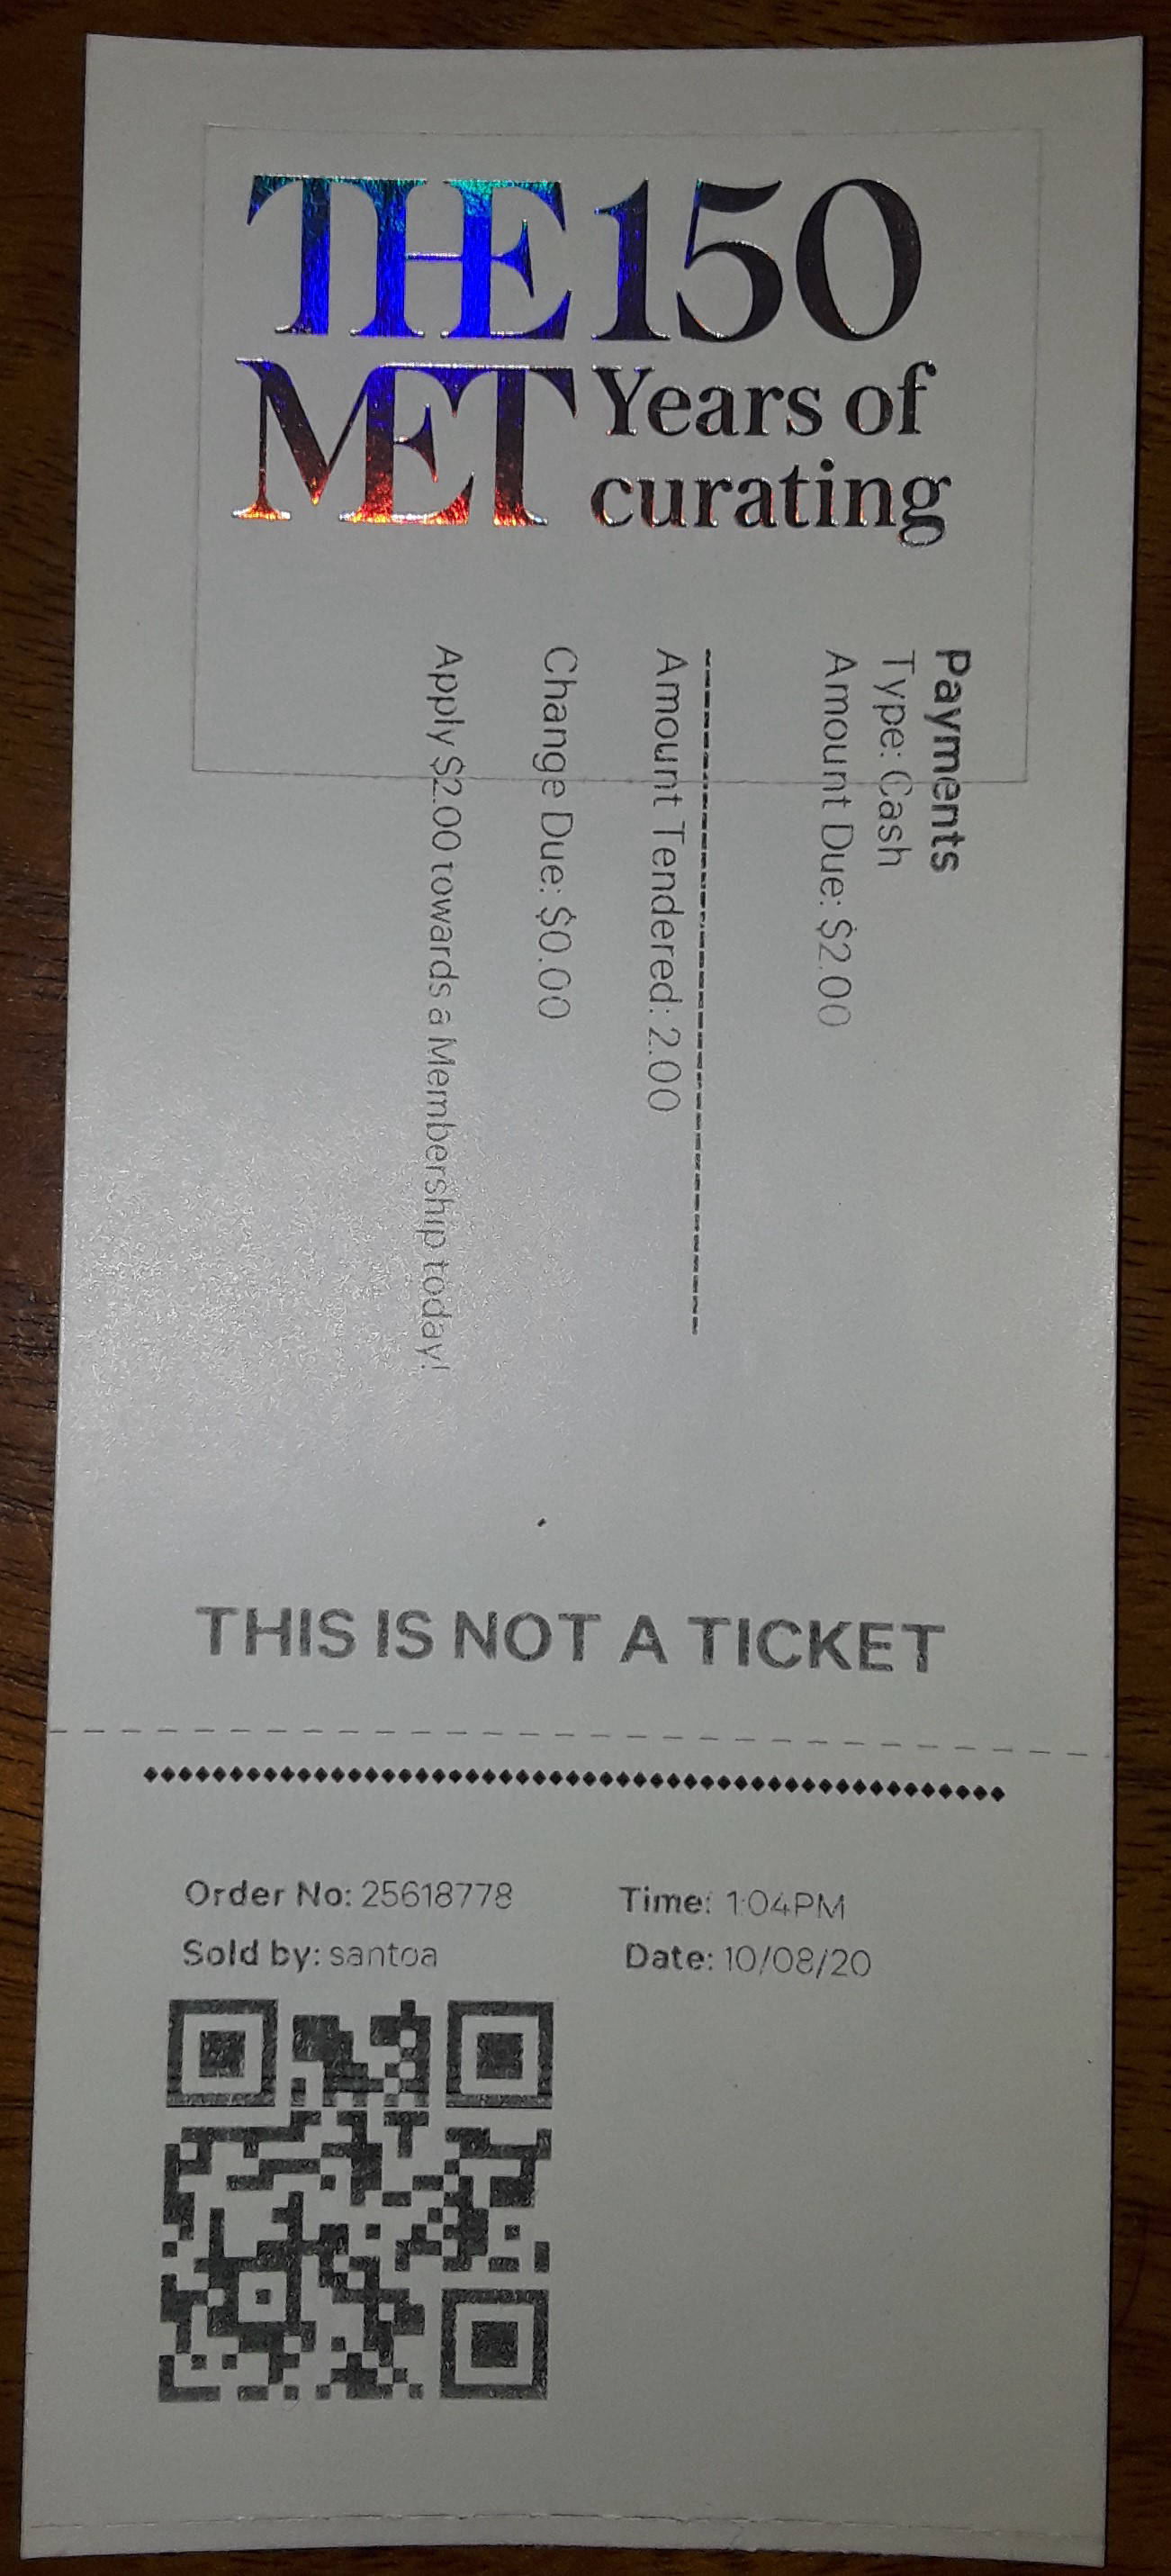 THE 150
MET Years of
curating
Payments
Type: Cash
Amount Due: $2.00
Amount Tendered: 2.00
Change Due: $0.00
Apply $2.00 towards a Membership today!
THIS IS NOT A TICKET
Order No: 25618778 Time: 1:04PM
Sold by: santoa Date: 10/08/20